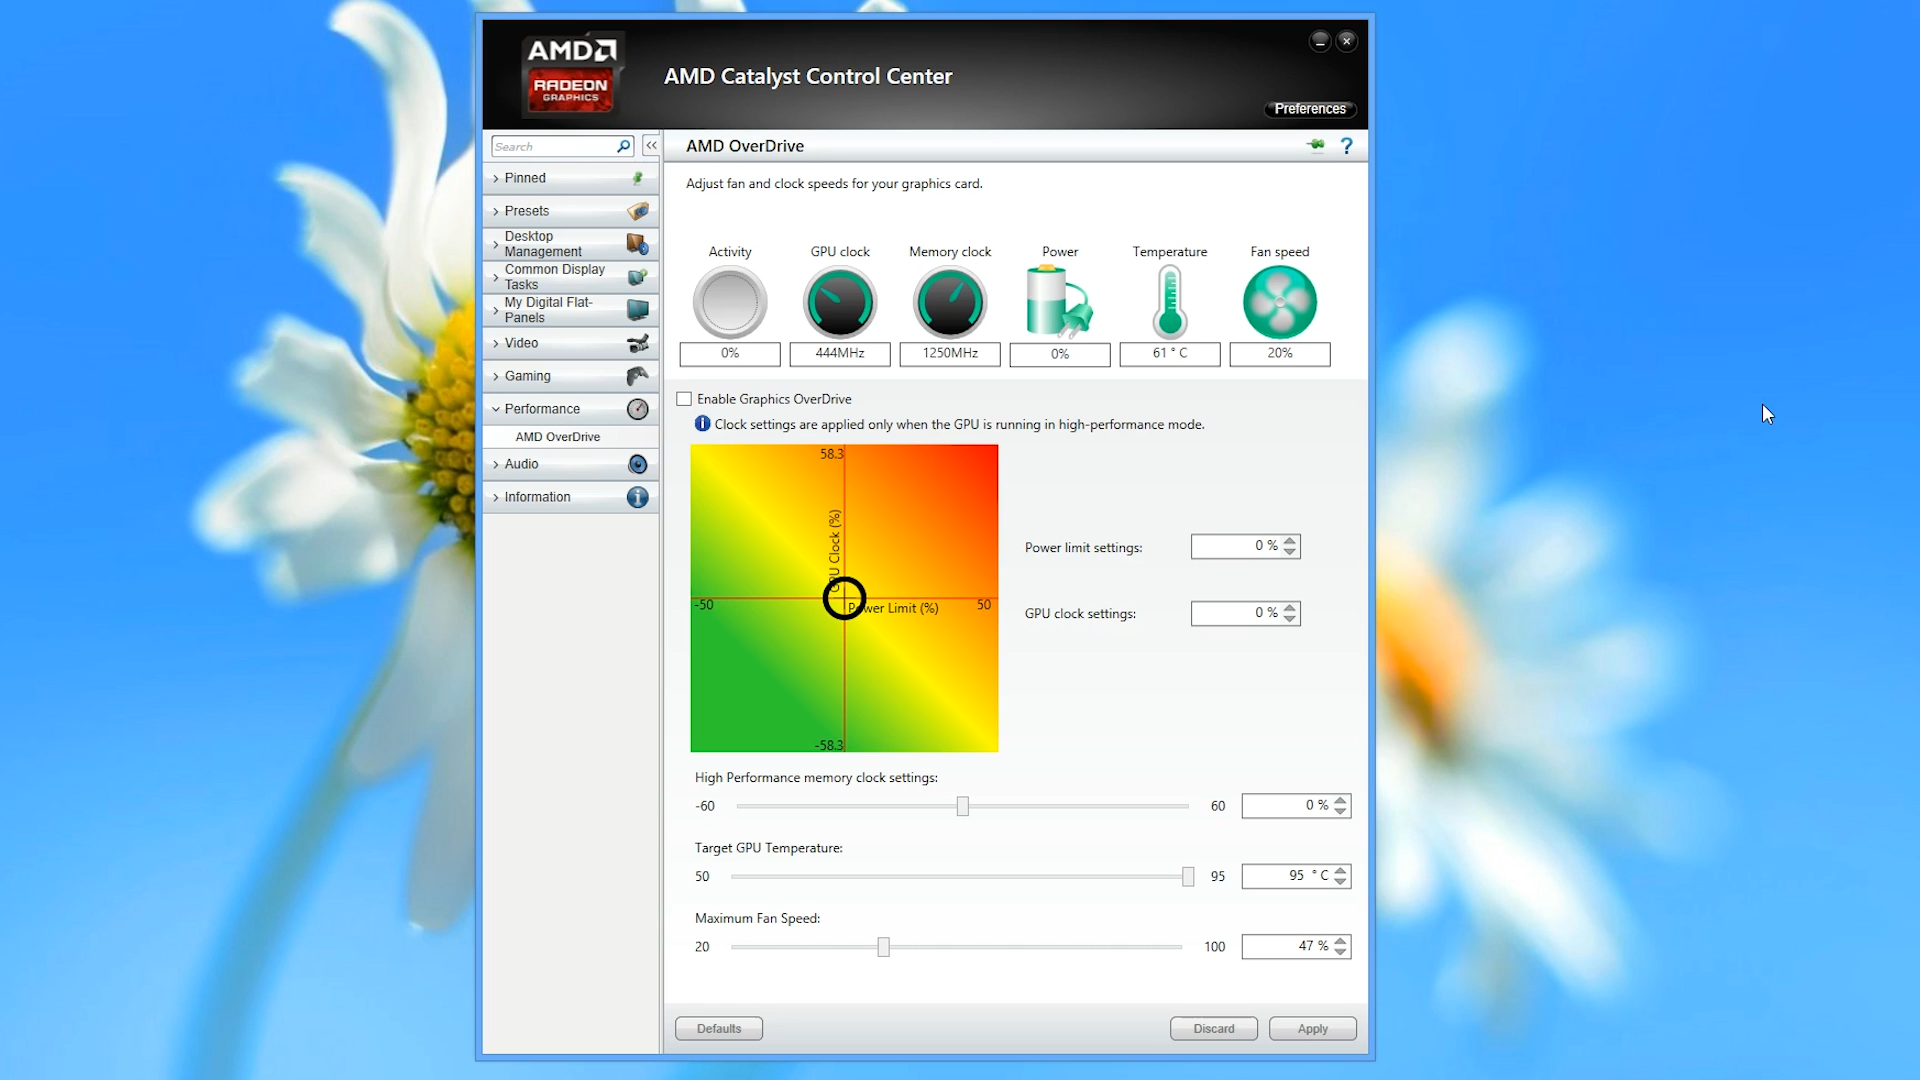 AMD
RADEON
GRAPHICS
AMD Catalyst Control Center
Preferences
Search
<<
AMD OverDrive
?
Pinned
Presets
Desktop
Management
Common Display
Tasks
My Digital Flat-
Panels
Video
Gaming
Performance
AMD OverDrive
Audio
Information
Adjust fan and clock speeds for your graphics card.
Activity GPU clock Memory clock Power Temperature Fan speed
0% 444MHz 1250MHz 0% 61 ° C 20%
Enable Graphics OverDrive
Clock settings are applied only when the GPU is running in high-performance mode.
58.3
GPU Clock (%)
-50 Power Limit (%) 50
-58.3
Power limit settings: 0 %
GPU clock settings: 0 %
High Performance memory clock settings:
-60 60 0 %
Target GPU Temperature:
50 95 95 ° C
Maximum Fan Speed:
20 100 47 %
Defaults Discard Apply